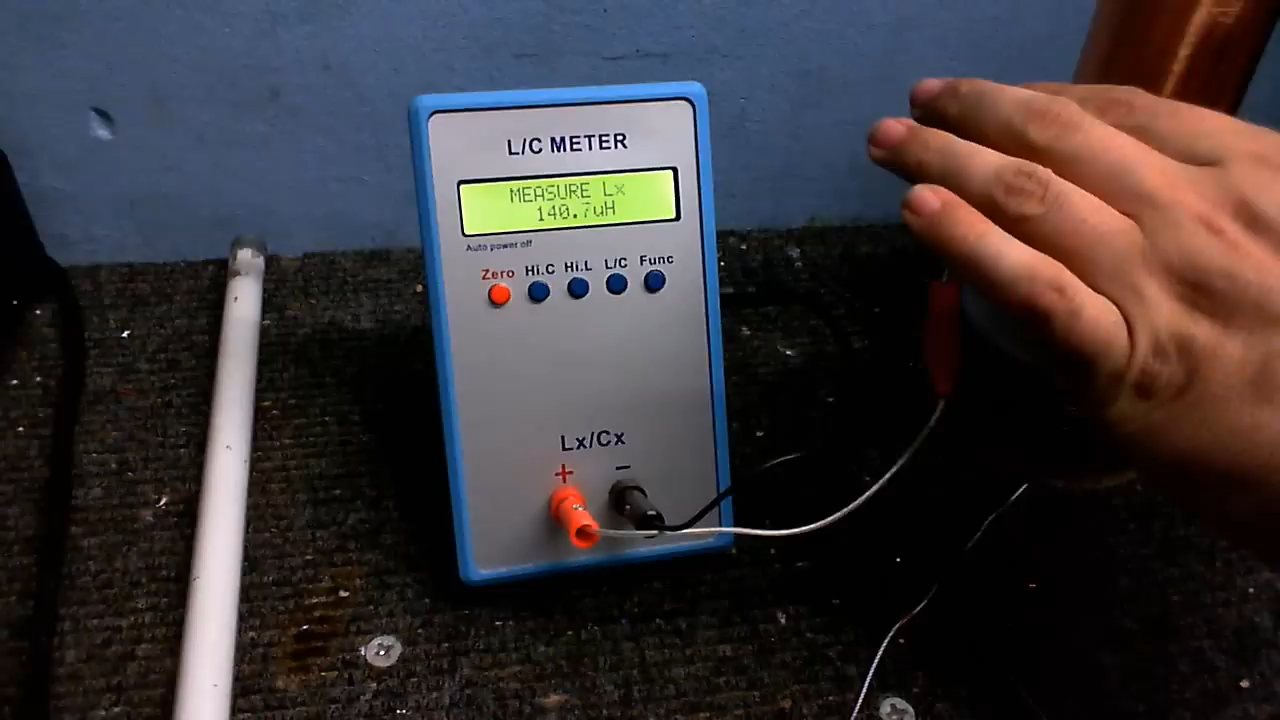 L/C METER
MEASURE Lx
140.7uH
Auto power off
Zero Hi.C Hi.L L/C Func
Lx/Cx
+ −